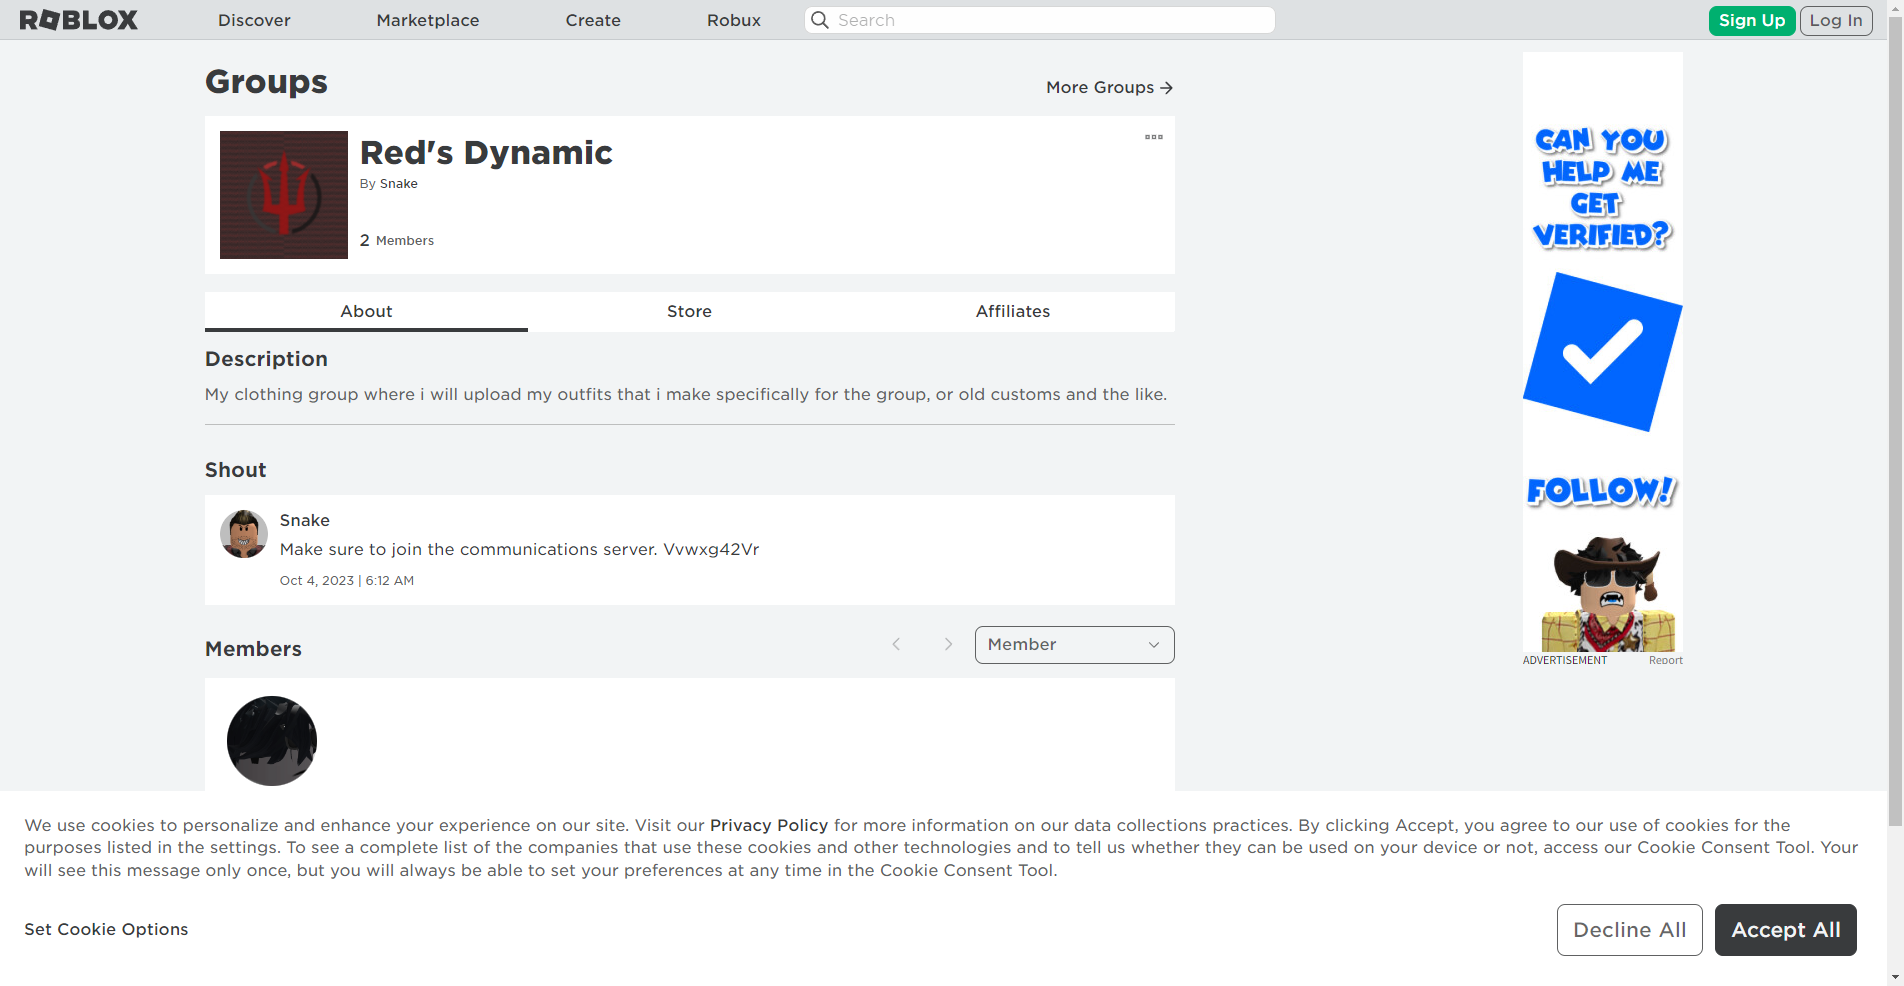 ROBLOX
Discover
Marketplace
Create
Robux
Search
Sign Up
Log In
Groups
More Groups
Red's Dynamic
By Snake
2 Members
About
Store
Affiliates
Description
My clothing group where i will upload my outfits that i make specifically for the group, or old customs and the like.
Shout
Snake
Make sure to join the communications server. Vvwxg42Vr
Oct 4, 2023 | 6:12 AM
Members
Member
CAN YOU
HELP ME
GET
VERIFIED?
FOLLOW!
ADVERTISEMENT
Report
We use cookies to personalize and enhance your experience on our site. Visit our Privacy Policy for more information on our data collections practices. By clicking Accept, you agree to our use of cookies for the
purposes listed in the settings. To see a complete list of the companies that use these cookies and other technologies and to tell us whether they can be used on your device or not, access our Cookie Consent Tool. Your
will see this message only once, but you will always be able to set your preferences at any time in the Cookie Consent Tool.
Set Cookie Options
Decline All
Accept All